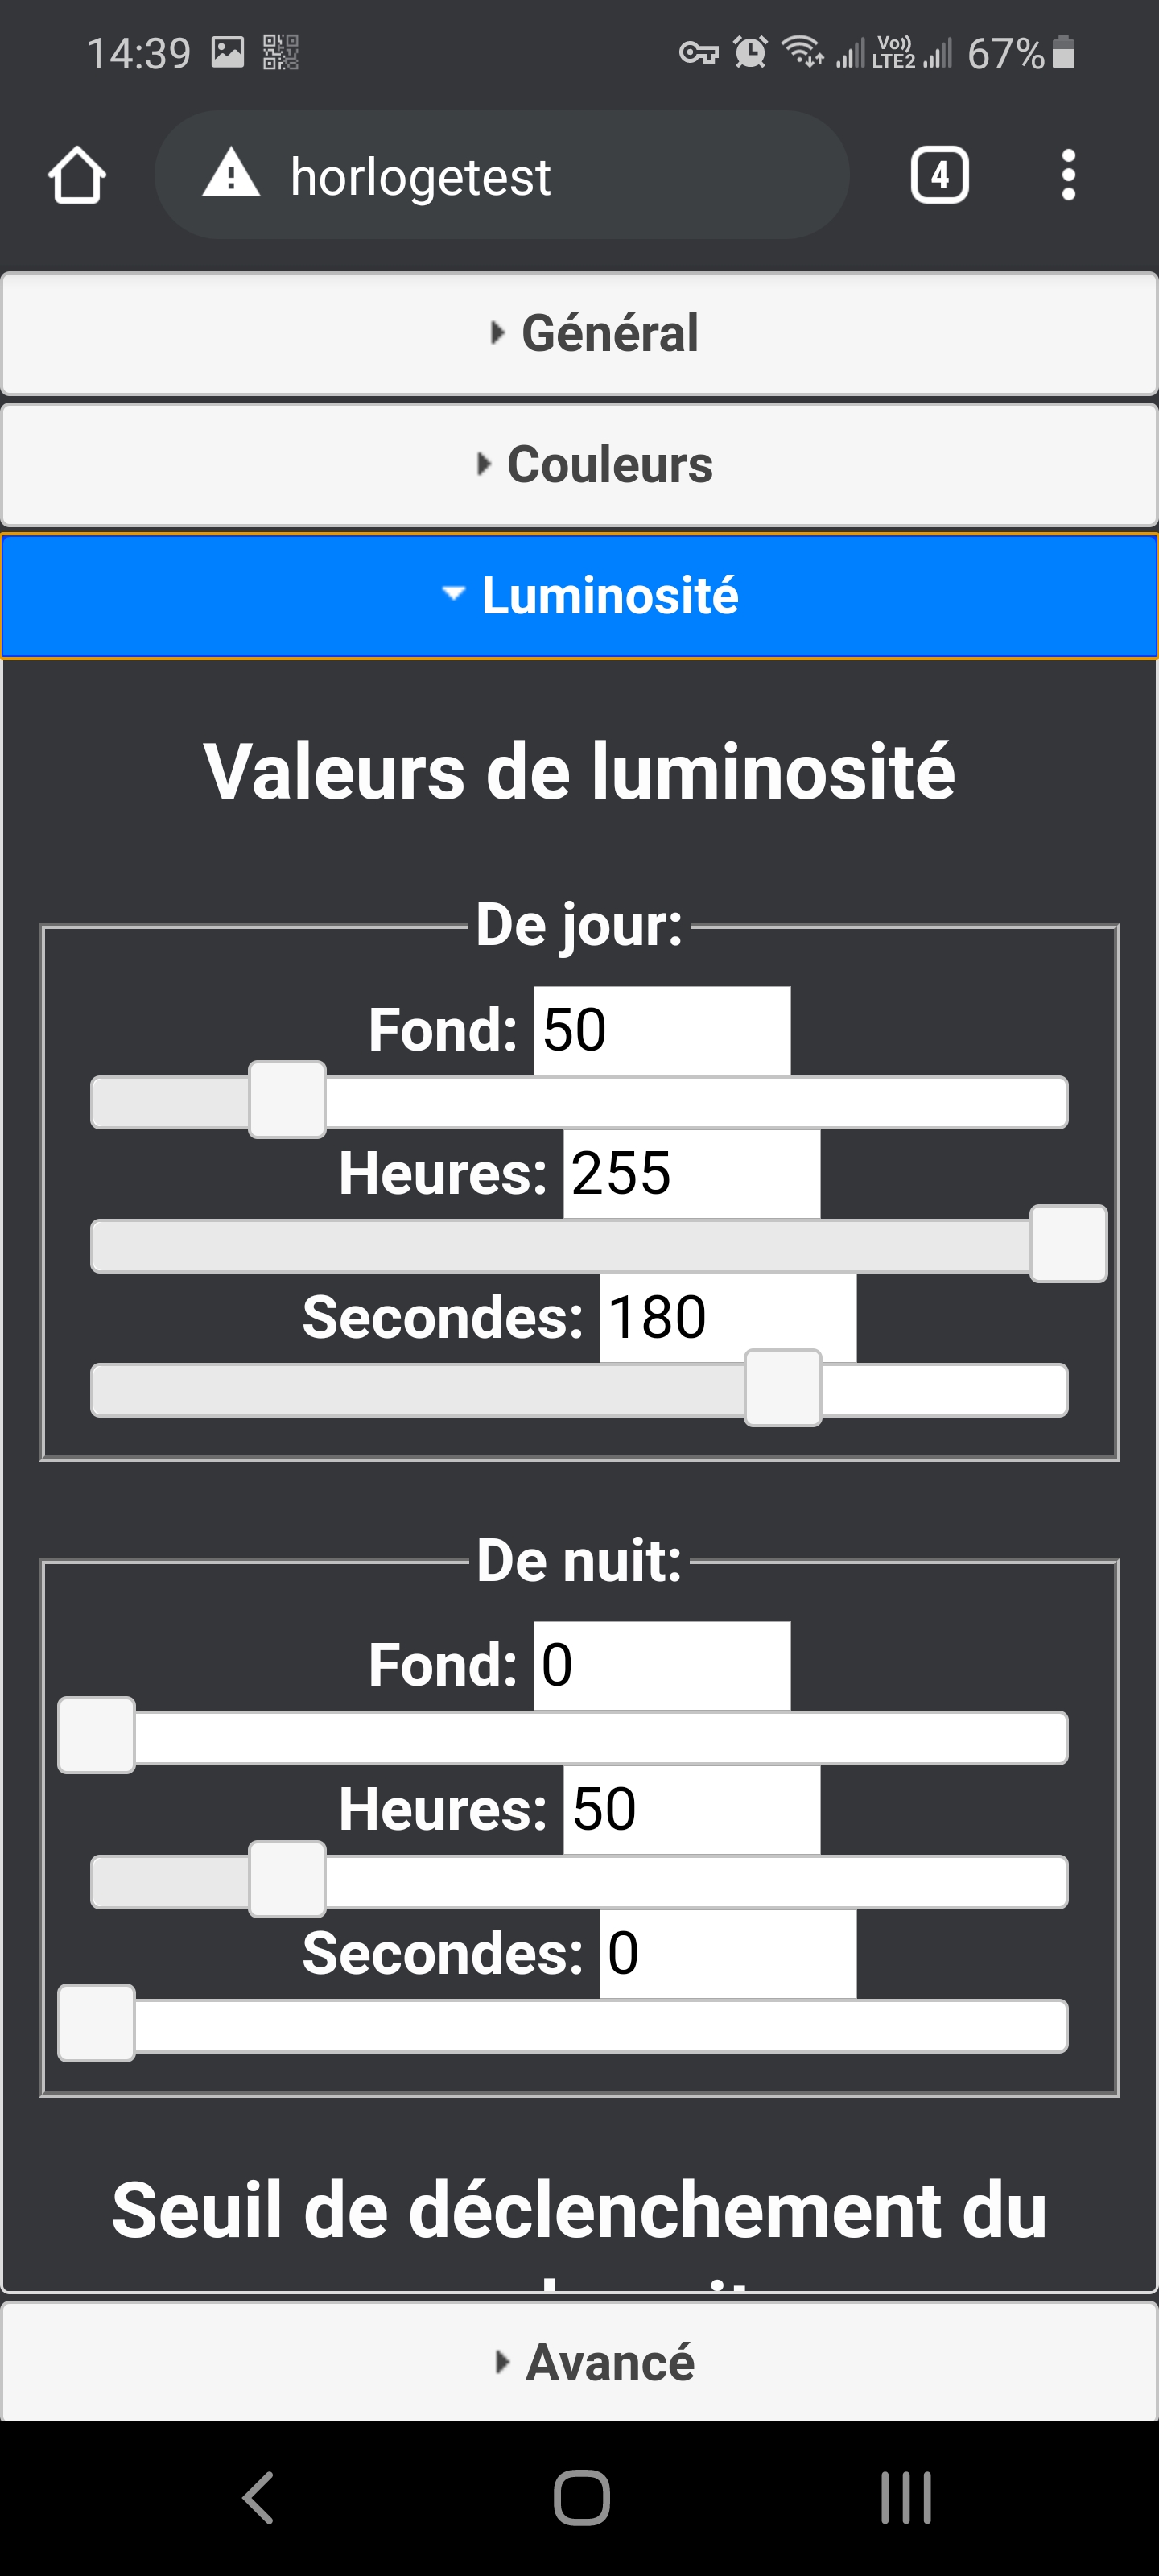 14:39 Vo)) LTE2 67%
horlogetest 4
Général
Couleurs
Luminosité
Valeurs de luminosité
De jour:
Fond: 50
Heures: 255
Secondes: 180
De nuit:
Fond: 0
Heures: 50
Secondes: 0
Seuil de déclenchement du
Avancé